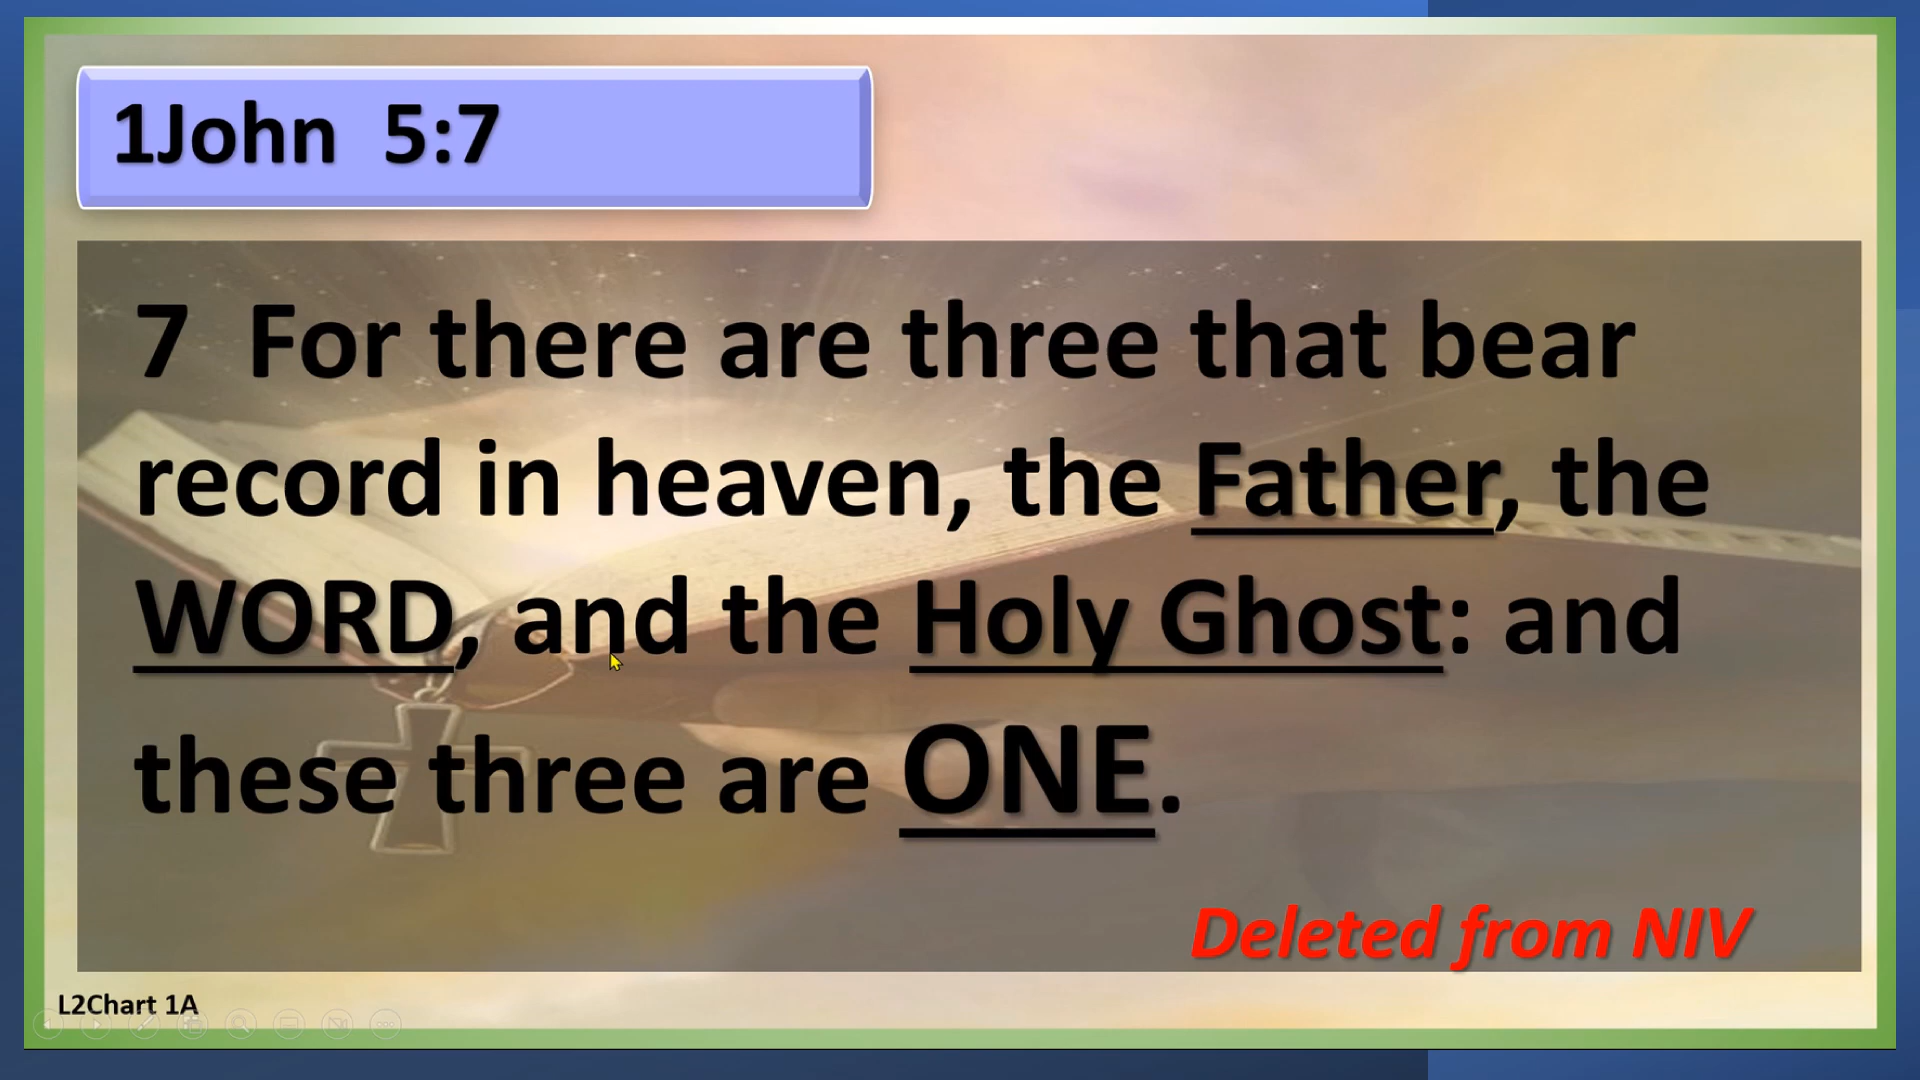 1John 5:7
7 For there are three that bear
record in heaven, the Father, the
WORD, and the Holy Ghost: and
these three are ONE.
Deleted from NIV
L2Chart 1A